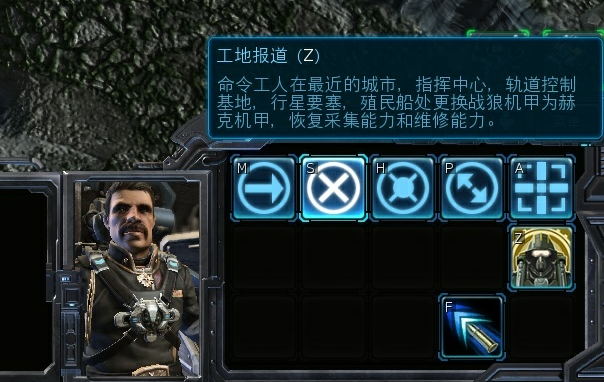 工地报道 (Z)
命令工人在最近的城市，指挥中心，轨道控制
基地，行星要塞，殖民船处更换战狼机甲为赫
克机甲，恢复采集能力和维修能力。
M
S
H
P
A
Z
F